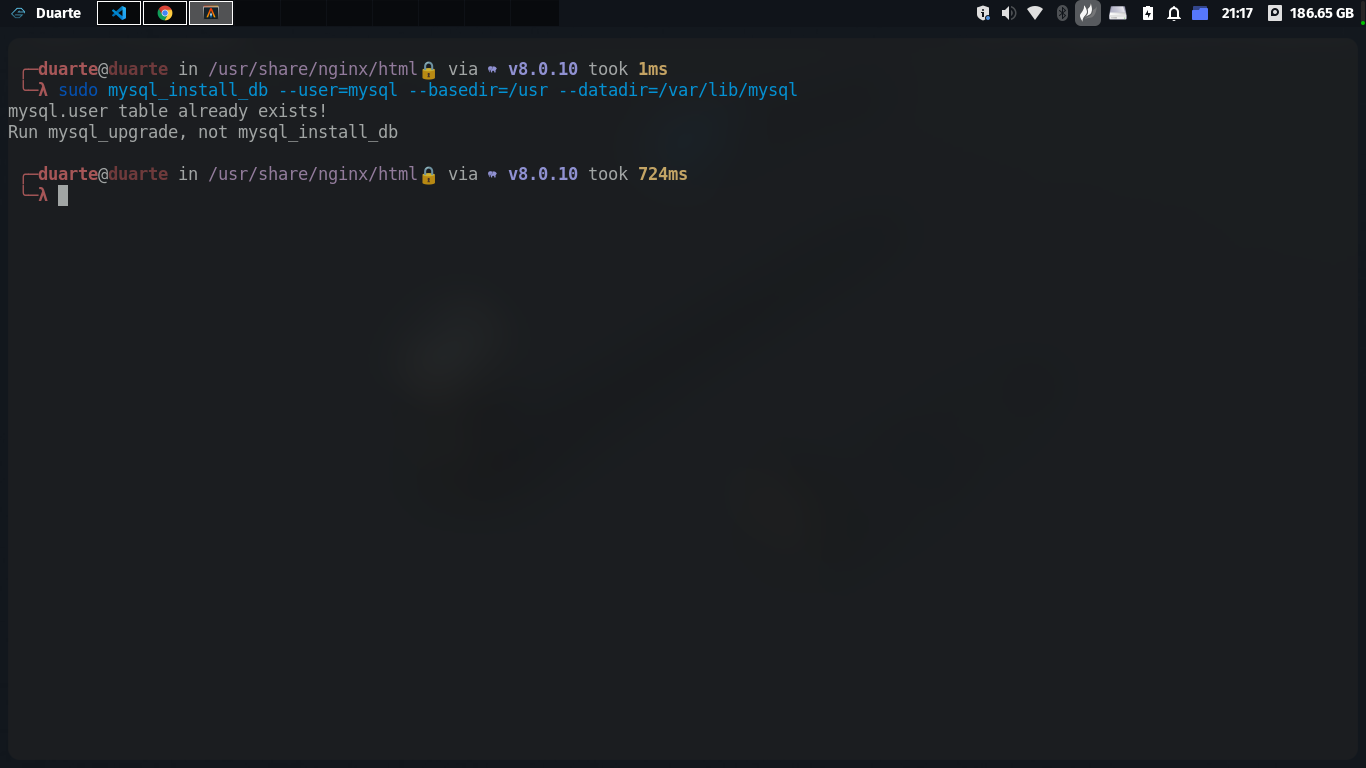 Duarte 21:17 186.65 GB
╭─duarte@duarte in /usr/share/nginx/html🔒 via 🐘 v8.0.10 took 1ms
╰─λ sudo mysql_install_db --user=mysql --basedir=/usr --datadir=/var/lib/mysql
mysql.user table already exists!
Run mysql_upgrade, not mysql_install_db
╭─duarte@duarte in /usr/share/nginx/html🔒 via 🐘 v8.0.10 took 724ms
╰─λ